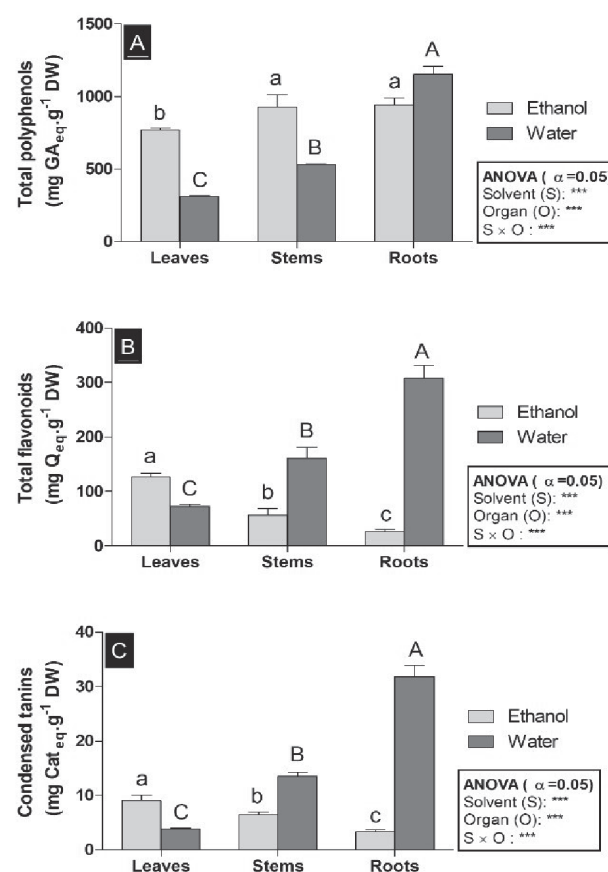 A
Total polyphenols
(mg GAeq.g-1 DW)
1500
1000
500
0
b
C
a
B
a
A
Leaves
Stems
Roots
Ethanol
Water
ANOVA ( α=0.05)
Solvent (S): ***
Organ (O): ***
S × O : ***
B
Total flavonoids
(mg Qeq.g-1 DW)
400
300
200
100
0
a
C
b
B
c
A
Leaves
Stems
Roots
Ethanol
Water
ANOVA ( α=0.05)
Solvent (S): ***
Organ (O): ***
S × O : ***
C
Condensed tanins
(mg Cateq.g-1 DW)
40
30
20
10
0
a
C
b
B
c
A
Leaves
Stems
Roots
Ethanol
Water
ANOVA ( α=0.05)
Solvent (S): ***
Organ (O): ***
S × O : ***